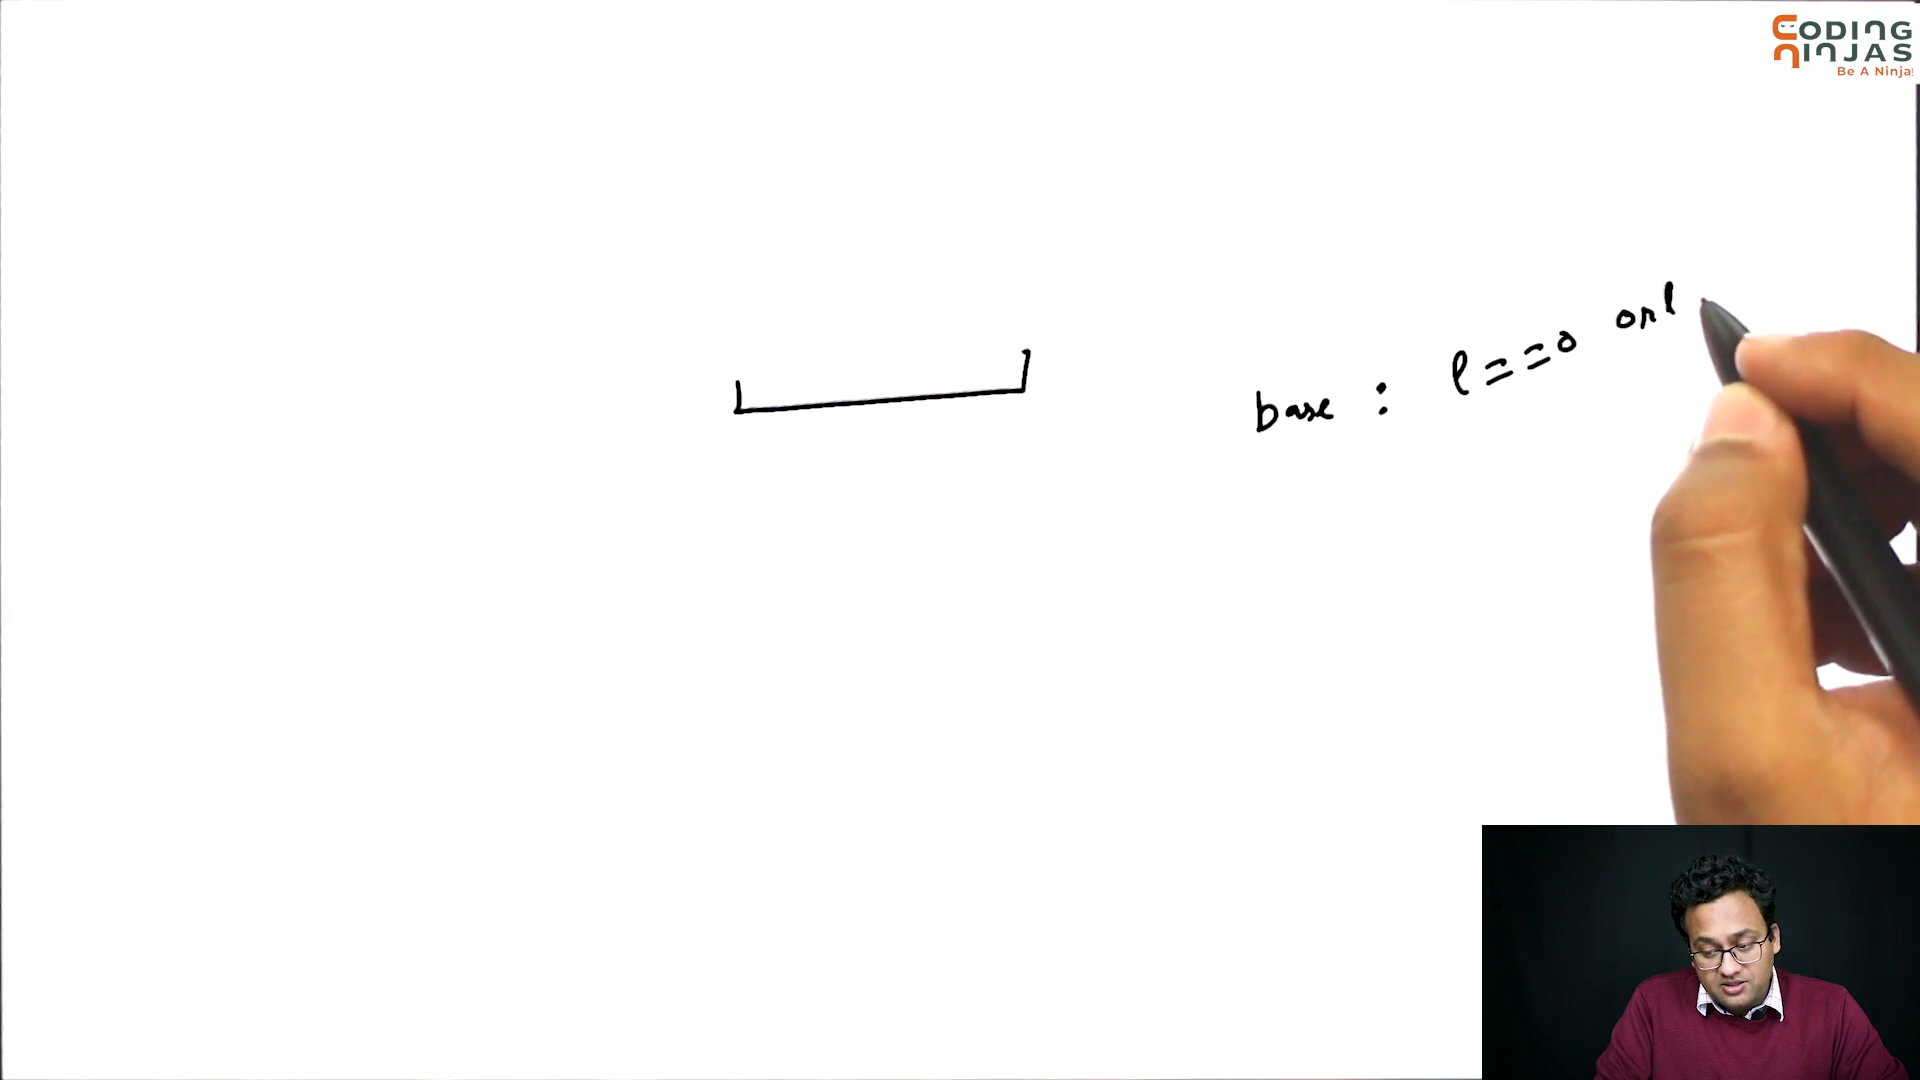 CODING
NINJAS
Be A Ninja!
base : l == 0 or l